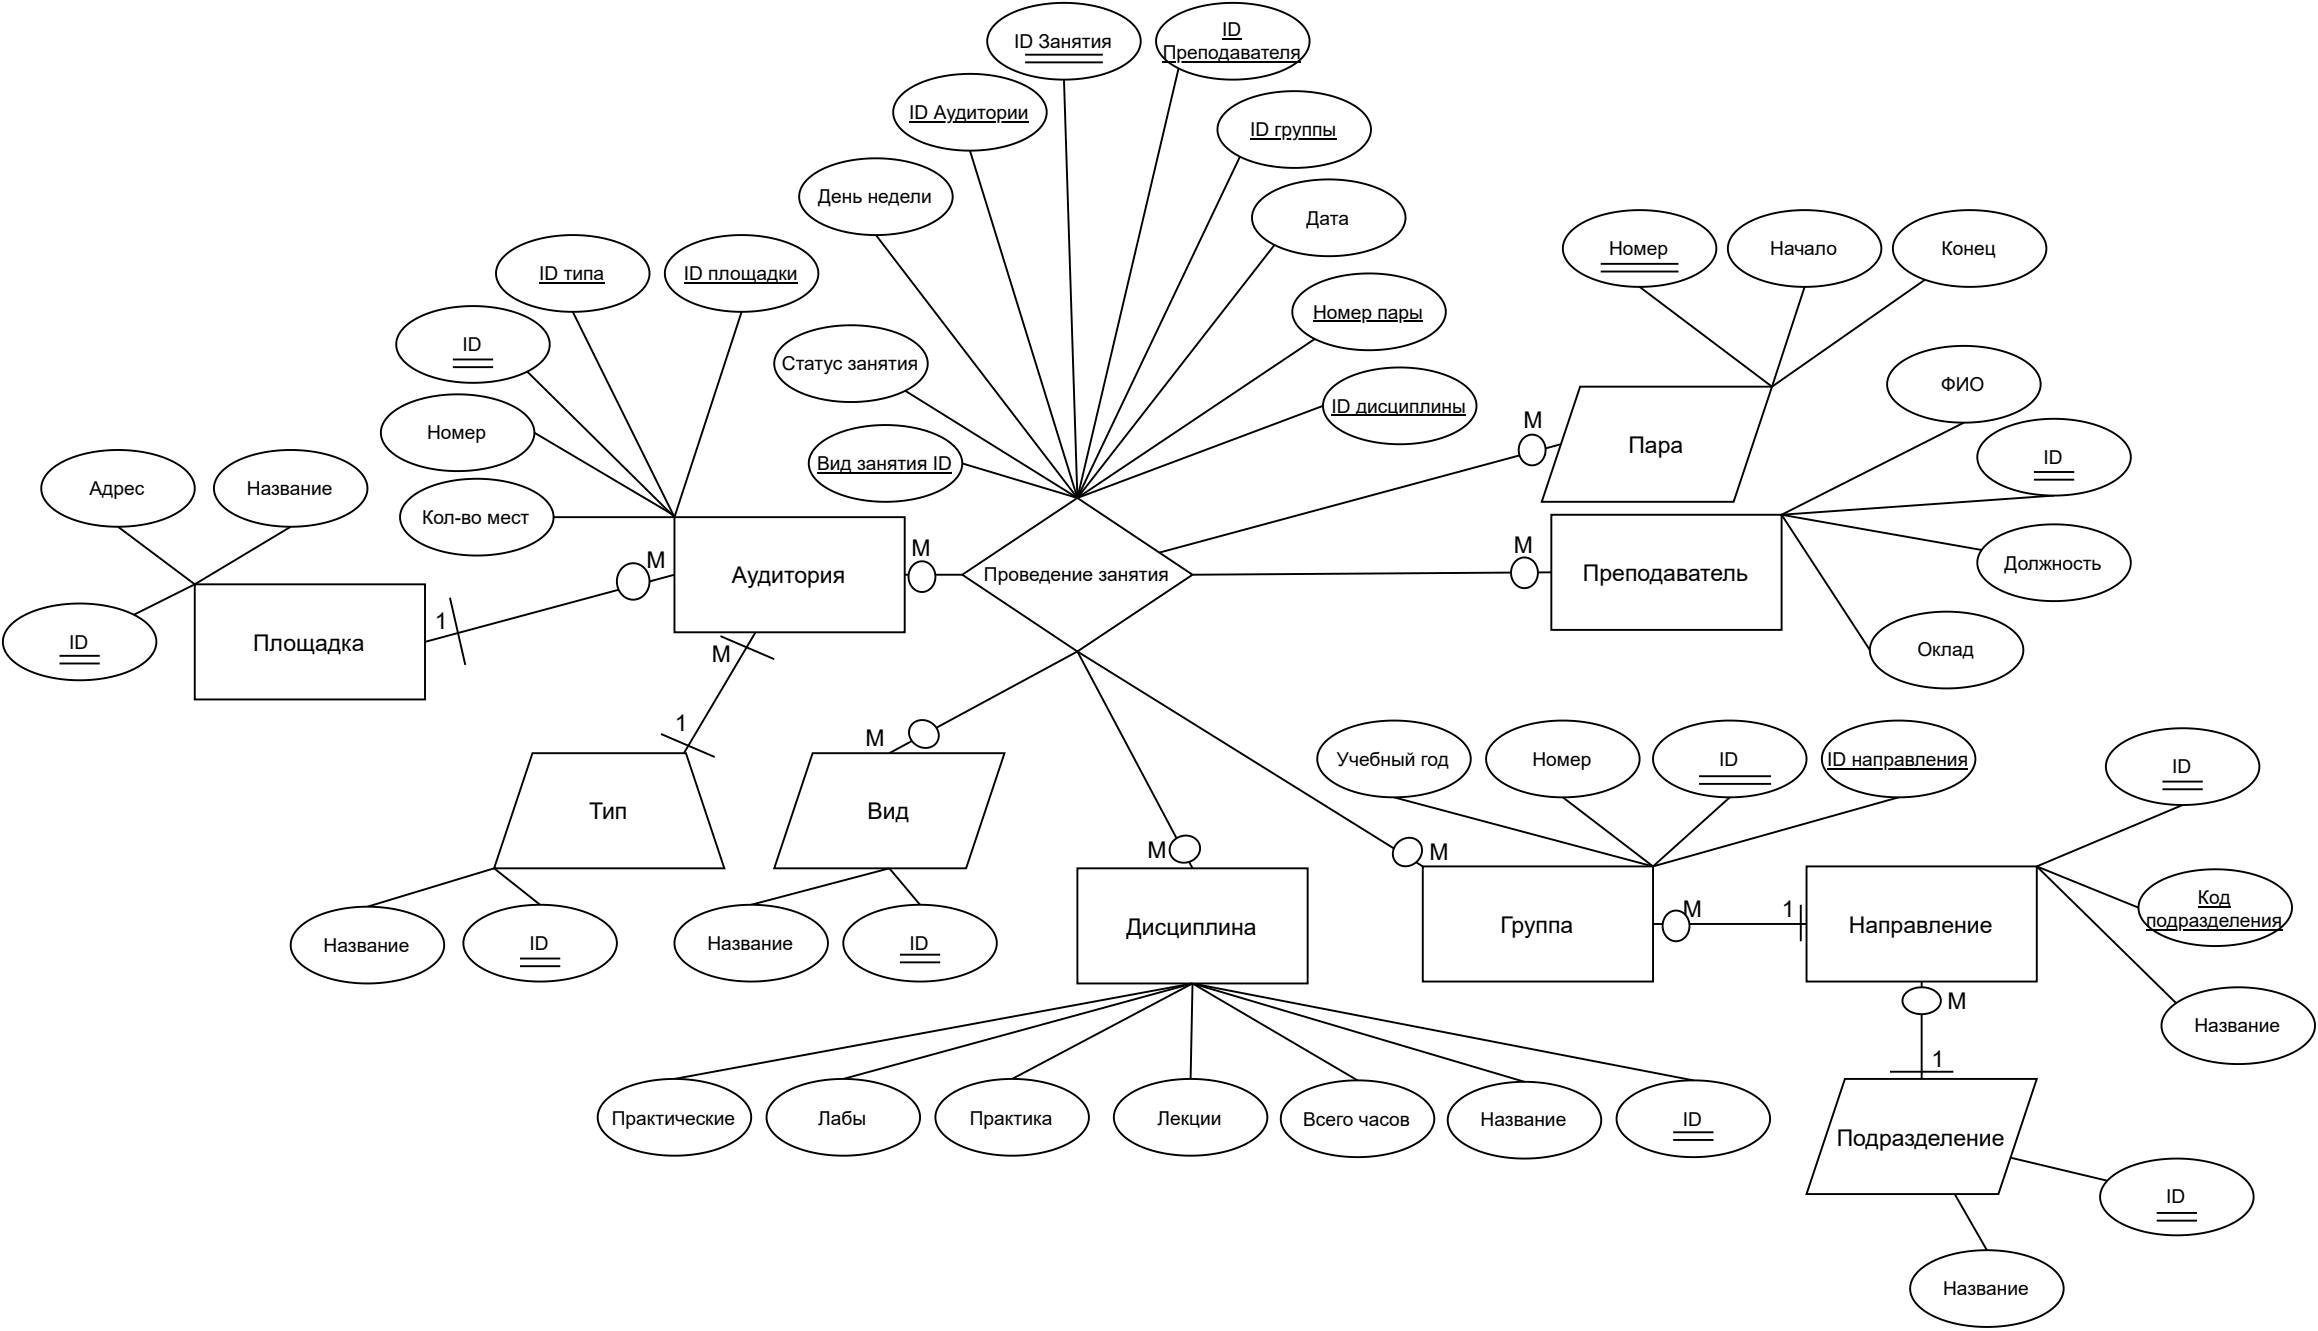 ID Занятия
ID
Преподавателя
ID Аудитории
ID группы
День недели
Дата
ID типа
ID площадки
Номер
Начало
Конец
Номер пары
ID
Статус занятия
ФИО
ID дисциплины
М
Номер
Пара
Вид занятия ID
ID
Адрес
Название
Кол-во мест
М
М
М
Аудитория
Проведение занятия
Преподаватель
Должность
1
ID
Площадка
М
Оклад
1
М
Учебный год
Номер
ID
ID направления
ID
Тип
Вид
М
М
Код
подразделения
М
1
Дисциплина
Группа
Направление
Название
ID
Название
ID
М
Название
1
Практические
Лабы
Практика
Лекции
Всего часов
Название
ID
Подразделение
ID
Название